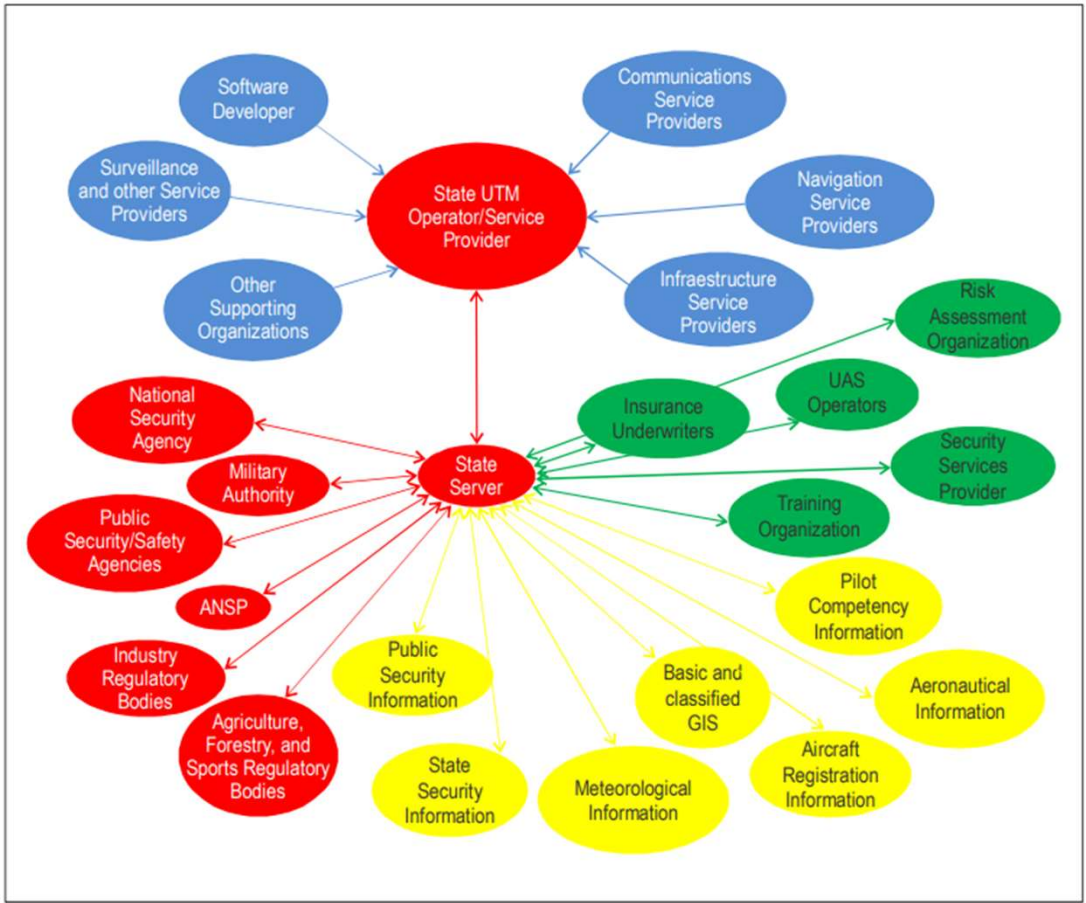 Software
Developer
Communications
Service
Providers
Surveillance
and other Service
Providers
State UTM
Operator/Service
Provider
Navigation
Service
Providers
Other
Supporting
Organizations
Infraestructure
Service
Providers
Risk
Assessment
Organization
National
Security
Agency
Insurance
Underwriters
UAS
Operators
Military
Authority
State
Server
Security
Services
Provider
Public
Security/Safety
Agencies
Training
Organization
ANSP
Pilot
Competency
Information
Industry
Regulatory
Bodies
Public
Security
Information
Basic and
classified
GIS
Aeronautical
Information
Agriculture,
Forestry, and
Sports Regulatory
Bodies
State
Security
Information
Meteorological
Information
Aircraft
Registration
Information